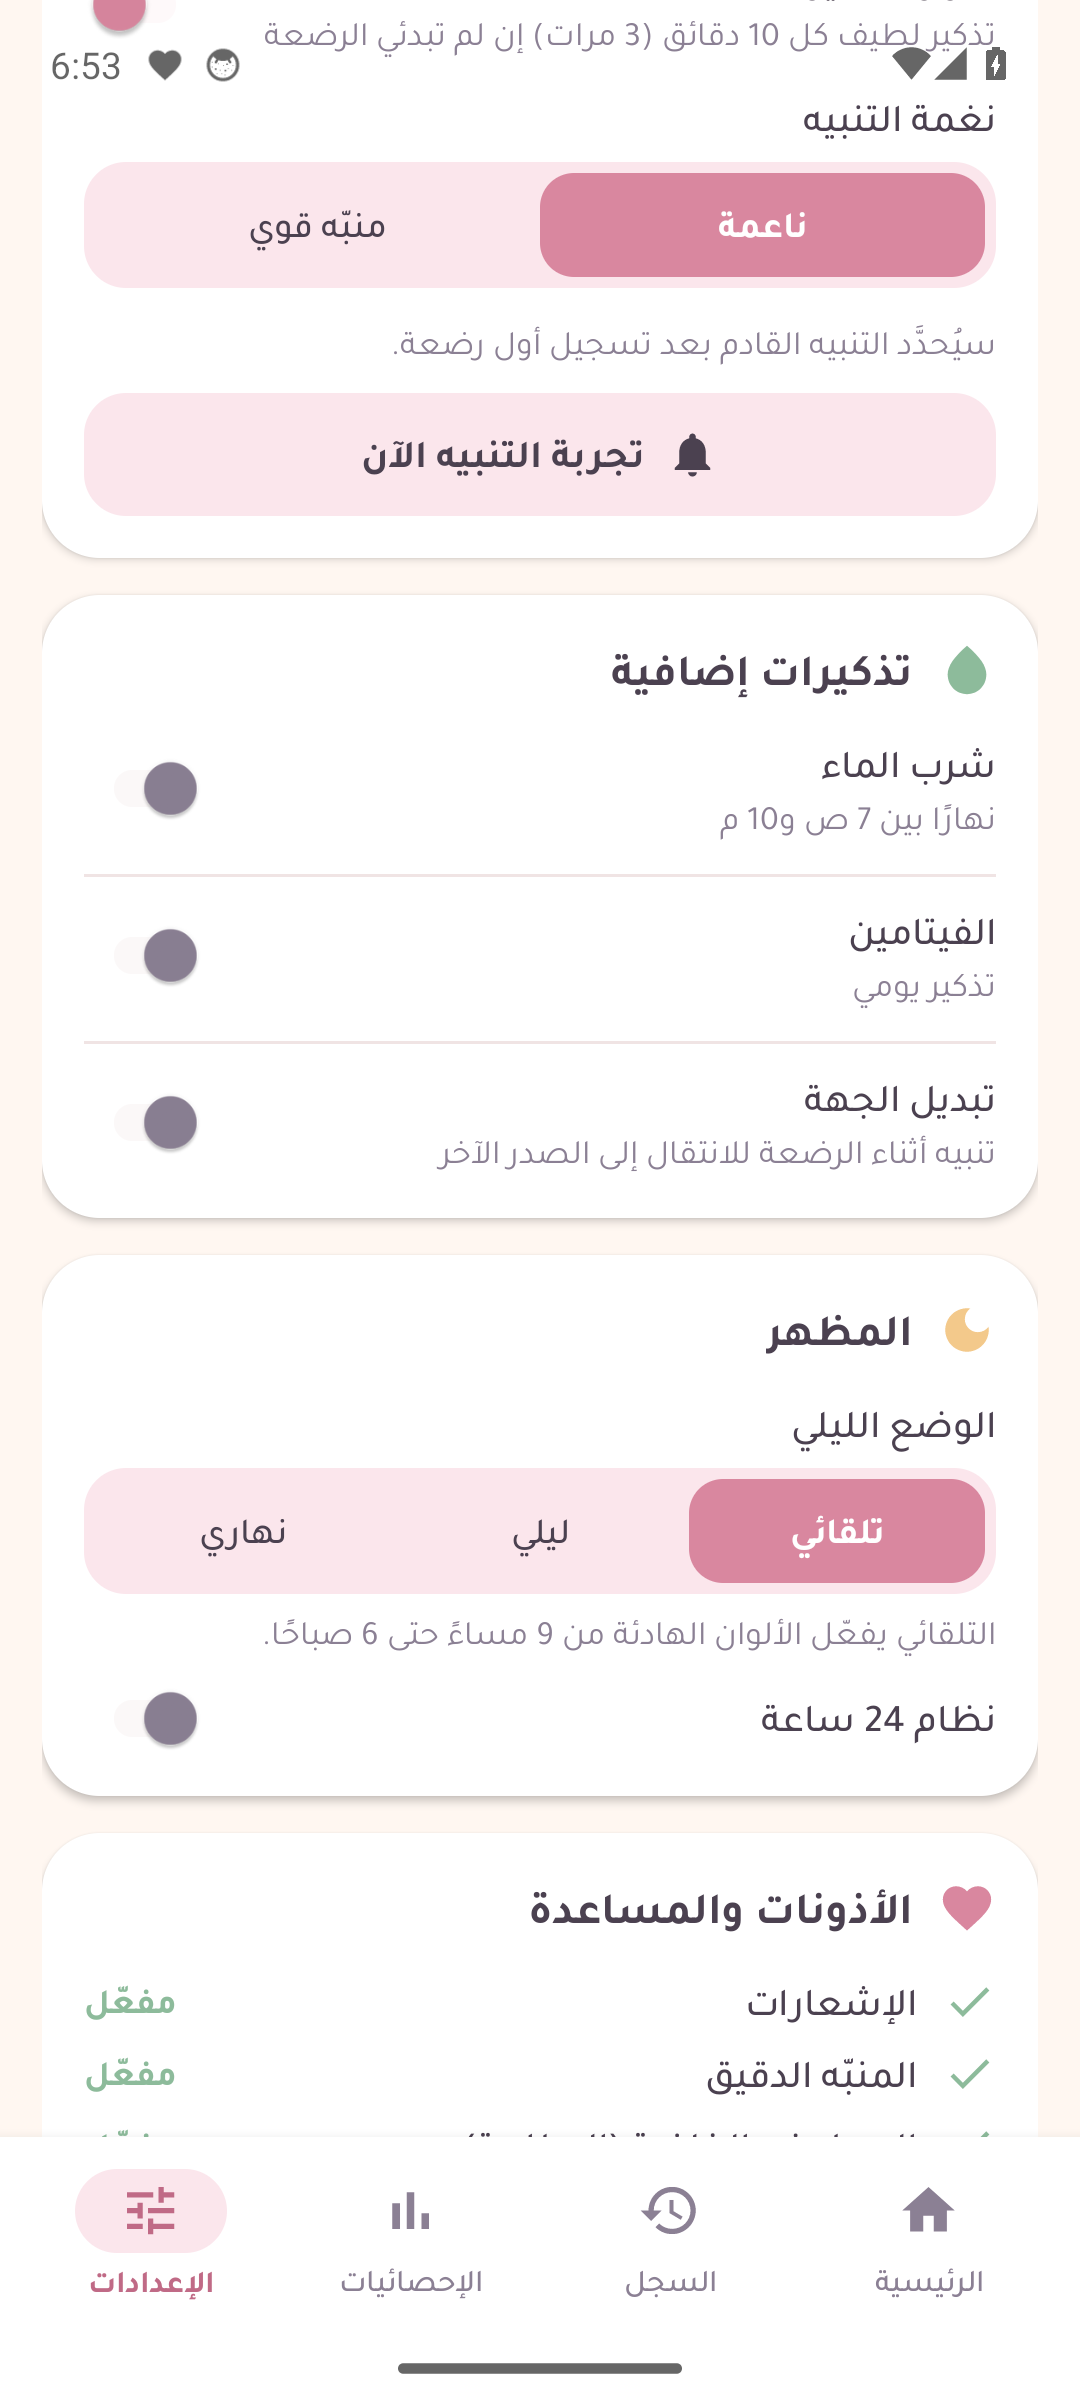 تذكير لطيف كل 10 دقائق (3 مرات) إن لم تبدئي الرضعة
6:53
نغمة التنبيه
ناعمة
منبّه قوي
سيُحدَّد التنبيه القادم بعد تسجيل أول رضعة.
تجربة التنبيه الآن
تذكيرات إضافية
شرب الماء
نهارًا بين 7 ص و10 م
الفيتامين
تذكير يومي
تبديل الجهة
تنبيه أثناء الرضعة للانتقال إلى الصدر الآخر
المظهر
الوضع الليلي
تلقائي
ليلي
نهاري
التلقائي يفعّل الألوان الهادئة من 9 مساءً حتى 6 صباحًا.
نظام 24 ساعة
الأذونات والمساعدة
الإشعارات
مفعّل
المنبّه الدقيق
مفعّل
الرئيسية
السجل
الإحصائيات
الإعدادات